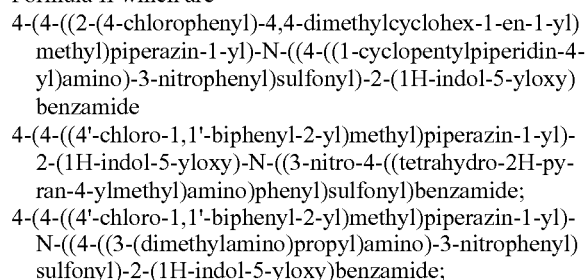 4-(4-((2-(4-chlorophenyl)-4,4-dimethylcyclohex-1-en-1-yl)
methyl)piperazin-1-yl)-N-((4-((1-cyclopentylpiperidin-4-
yl)amino)-3-nitrophenyl)sulfonyl)-2-(1H-indol-5-yloxy)
benzamide
4-(4-((4'-chloro-1,1'-biphenyl-2-yl)methyl)piperazin-1-yl)-
2-(1H-indol-5-yloxy)-N-((3-nitro-4-((tetrahydro-2H-py-
ran-4-ylmethyl)amino)phenyl)sulfonyl)benzamide;
4-(4-((4'-chloro-1,1'-biphenyl-2-yl)methyl)piperazin-1-yl)-
N-((4-((3-(dimethylamino)propyl)amino)-3-nitrophenyl)
sulfonyl)-2-(1H-indol-5-yloxy)benzamide;